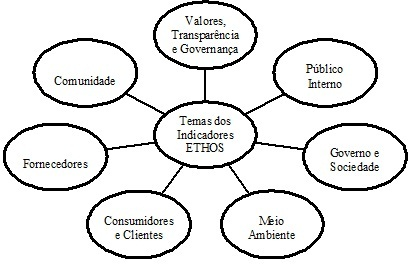 Valores,
Transparência
e Governança
Comunidade
Público
Interno
Temas dos
Indicadores
ETHOS
Fornecedores
Governo e
Sociedade
Consumidores
e Clientes
Meio
Ambiente